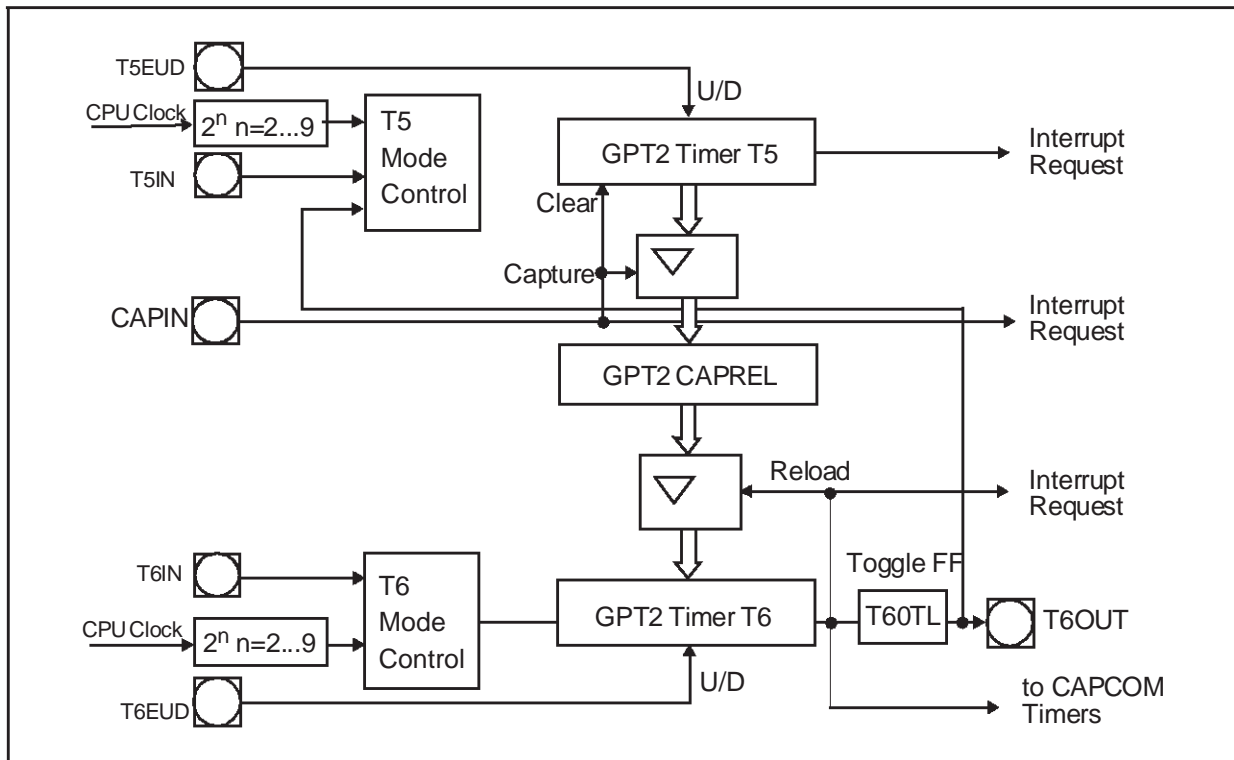 T5EUD
U/D
CPU Clock
2n n=2...9
T5
Mode
Control
GPT2 Timer T5
Interrupt
Request
T5IN
Clear
Capture
CAPIN
Interrupt
Request
GPT2 CAPREL
Reload
Interrupt
Request
T6IN
T6
Mode
Control
Toggle FF
GPT2 Timer T6
T60TL
T6OUT
CPU Clock
2n n=2...9
U/D
T6EUD
to CAPCOM
Timers